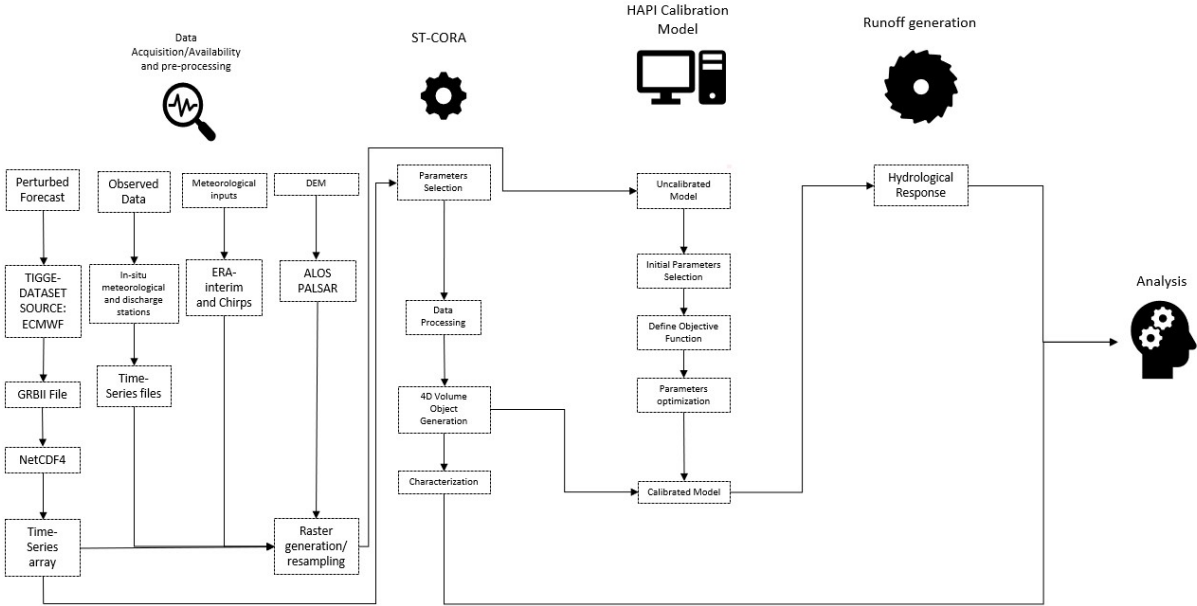 Data
Acquisition/Availability
and pre-processing
ST-CORA
HAPI Calibration
Model
Runoff generation
Perturbed
Forecast
Observed
Data
Meteorological
inputs
DEM
Parameters
Selection
Uncalibrated
Model
Hydrological
Response
TIGGE-
DATASET
SOURCE:
ECMWF
In-situ
meteorological
and discharge
stations
ERA-
interim
and Chirps
ALOS
PALSAR
Initial Parameters
Selection
Analysis
Data
Processing
Define Objective
Function
GRBII File
Time-
Series files
4D Volume
Object
Generation
Parameters
optimization
NetCDF4
Characterization
Calibrated Model
Time-
Series
array
Raster
generation/
resampling